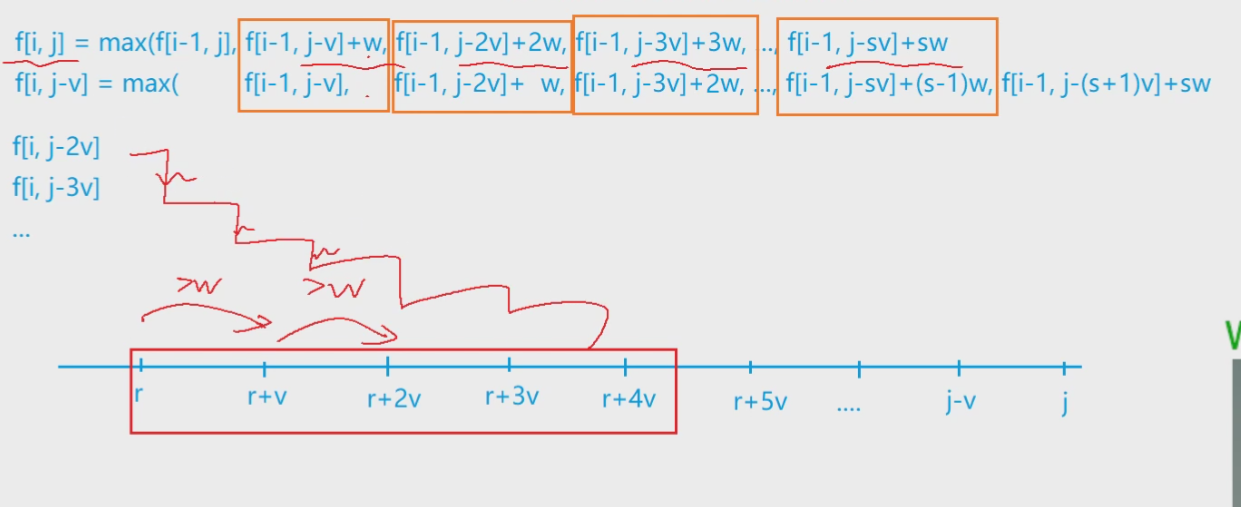 f[i, j] = max(f[i-1, j], f[i-1, j-v]+w, f[i-1, j-2v]+2w, f[i-1, j-3v]+3w, .., f[i-1, j-sv]+sw
f[i, j-v] = max( f[i-1, j-v], f[i-1, j-2v]+ w, f[i-1, j-3v]+2w, ..., f[i-1, j-sv]+(s-1)w, f[i-1, j-(s+1)v]+sw
f[i, j-2v]
f[i, j-3v]
...
>w >w
r r+v r+2v r+3v r+4v r+5v .... j-v j